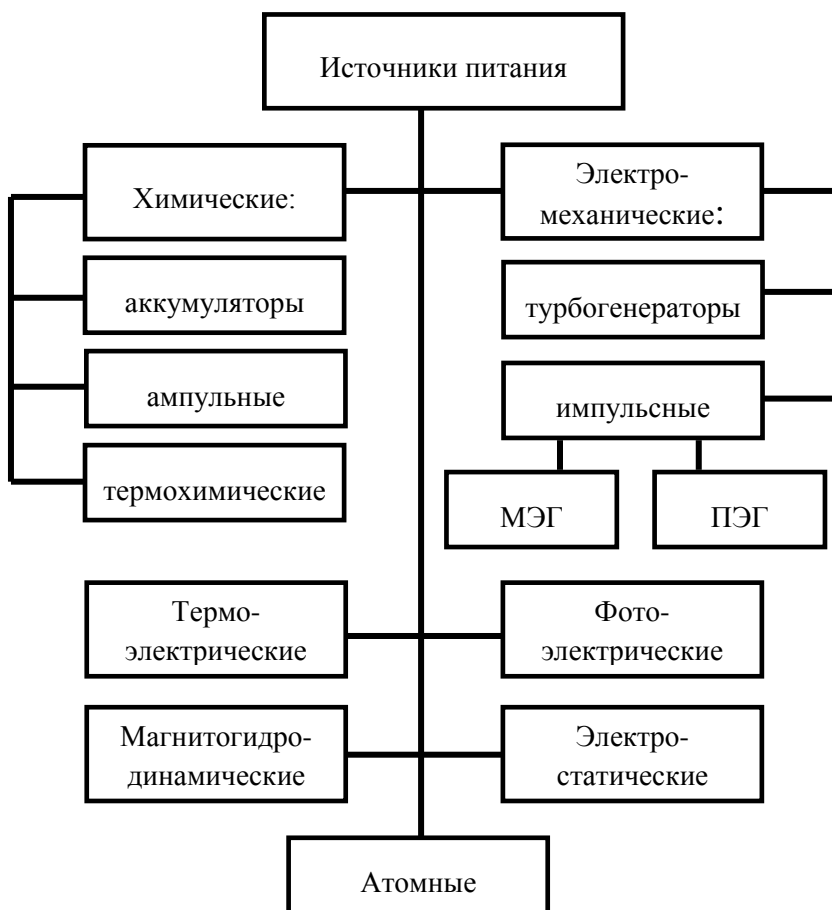 Источники питания
Химические:
аккумуляторы
ампульные
термохимические
Электро-
механические:
турбогенераторы
импульсные
МЭГ
ПЭГ
Термо-
электрические
Фото-
электрические
Магнитогидро-
динамические
Электро-
статические
Атомные